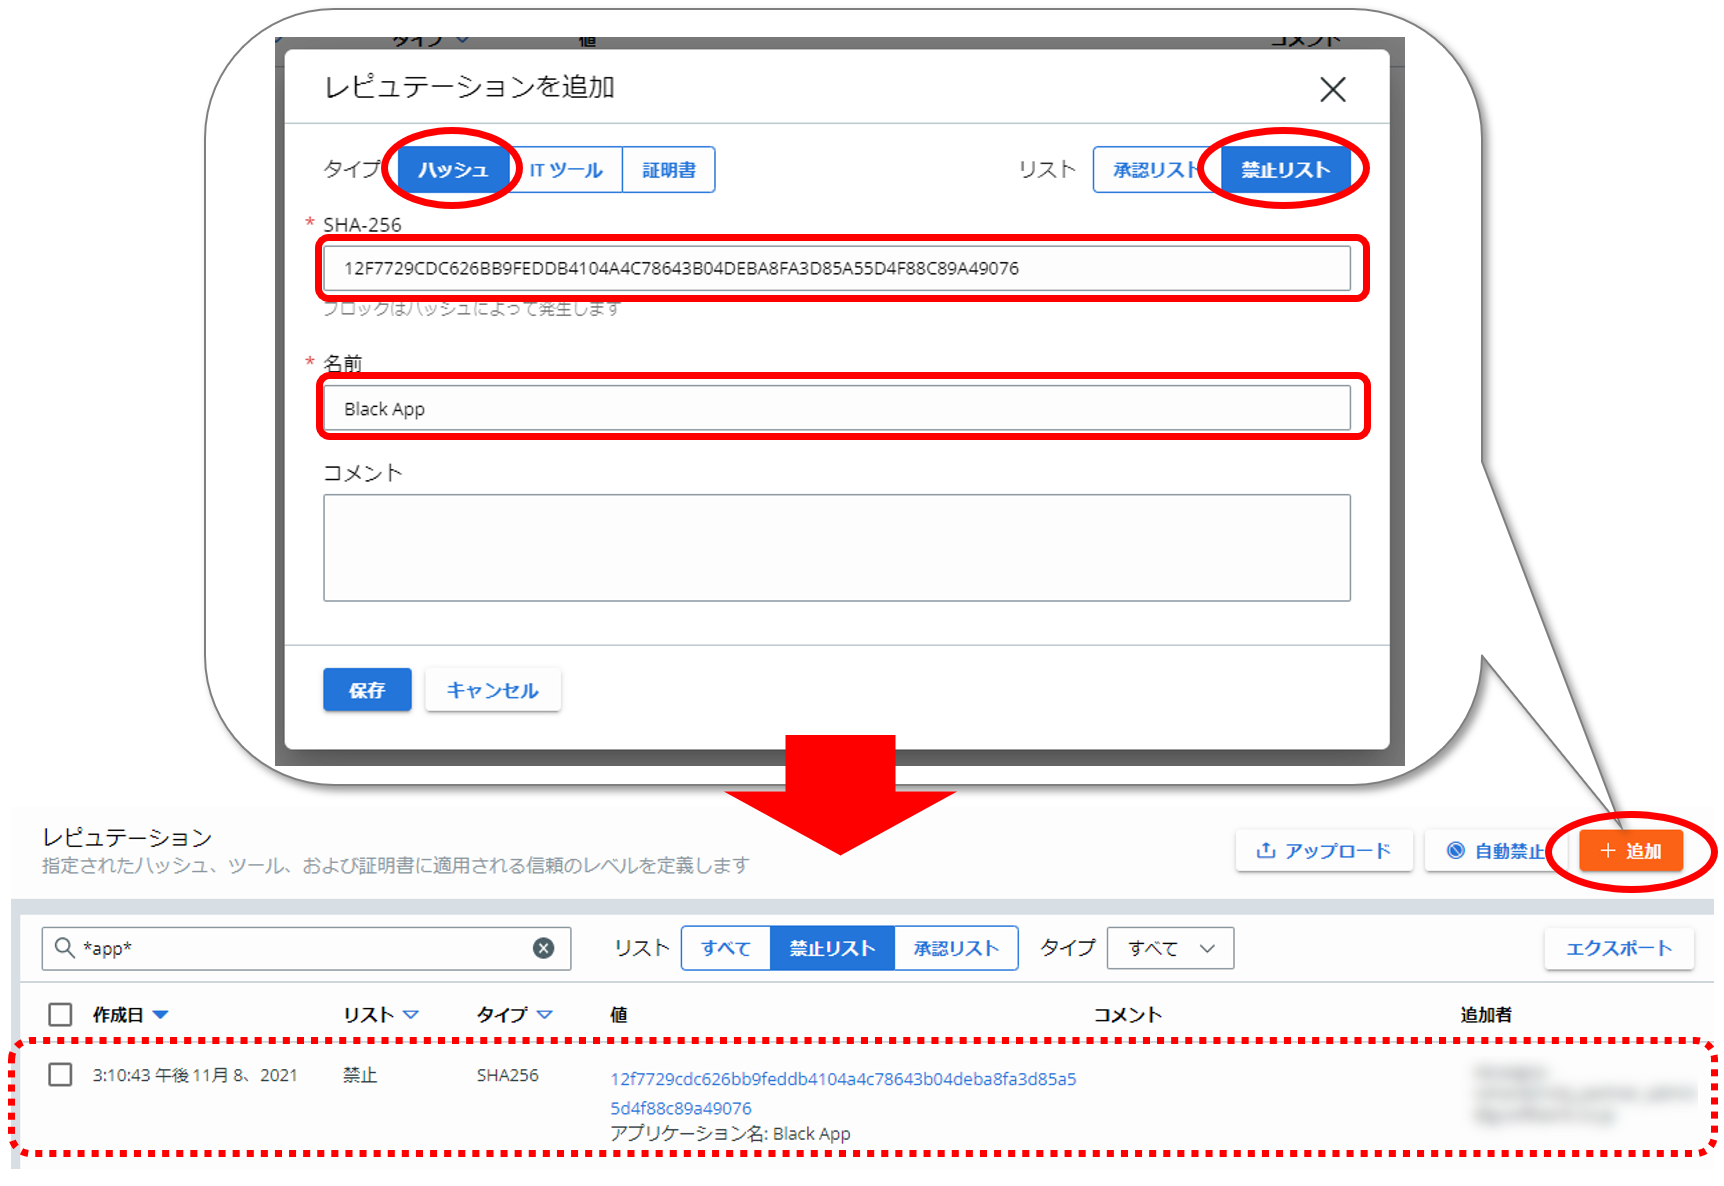 タイプ 値 コメント
レピュテーションを追加
タイプ ハッシュ IT ツール 証明書 リスト 承認リスト 禁止リスト
* SHA-256
12F7729CDC626BB9FEDDB4104A4C78643B04DEBA8FA3D85A55D4F88C89A49076
ブロックはハッシュによって発生します
* 名前
Black App
コメント
保存 キャンセル
レピュテーション
指定されたハッシュ、ツール、および証明書に適用される信頼のレベルを定義します
アップロード 自動禁止 + 追加
*app* リスト すべて 禁止リスト 承認リスト タイプ すべて エクスポート
作成日 リスト タイプ 値 コメント 追加者
3:10:43 午後 11月 8、2021 禁止 SHA256 12f7729cdc626bb9feddb4104a4c78643b04deba8fa3d85a5
5d4f88c89a49076
アプリケーション名: Black App